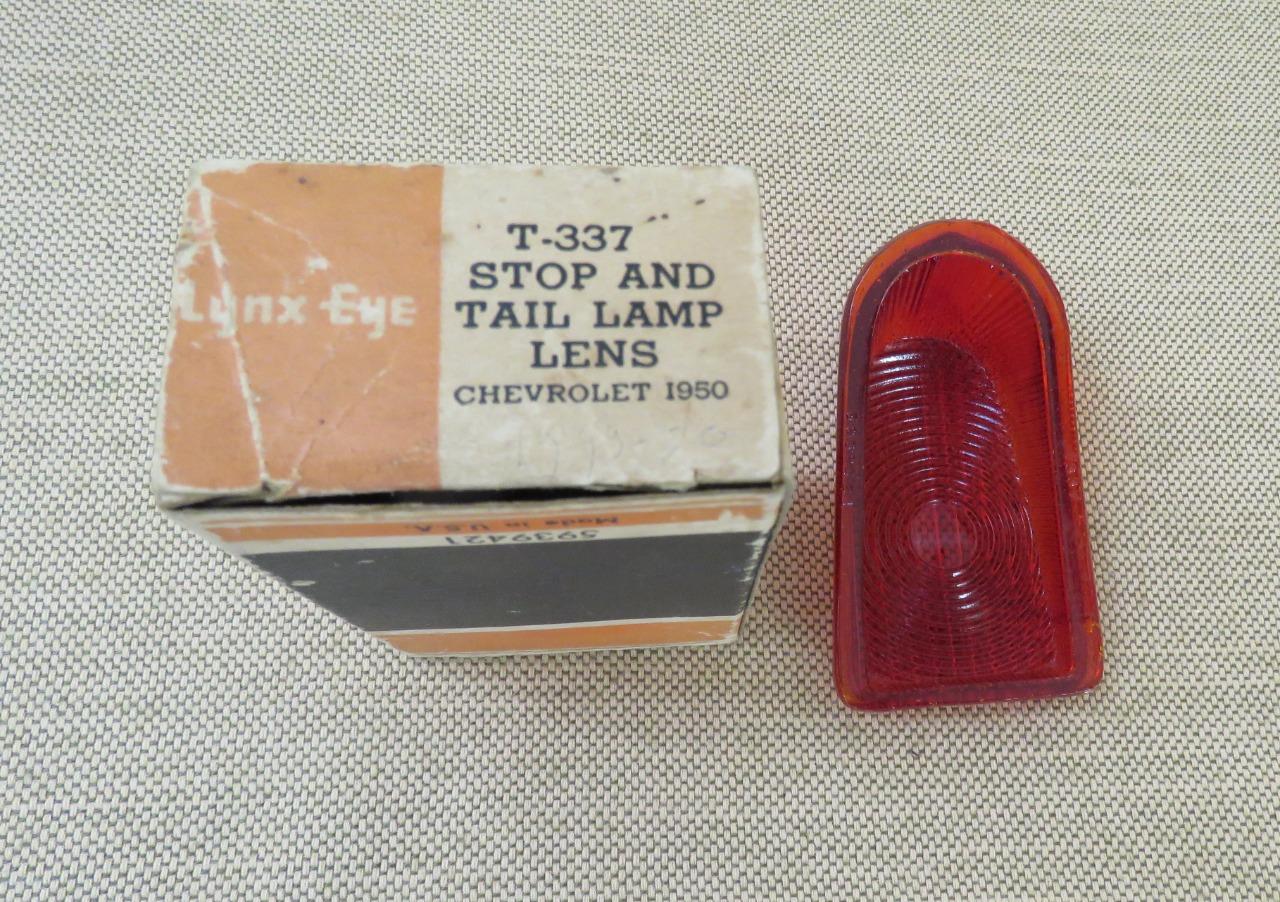 Lynx Eye
T-337
STOP AND
TAIL LAMP
LENS
CHEVROLET 1950
5939421
Made in U.S.A.